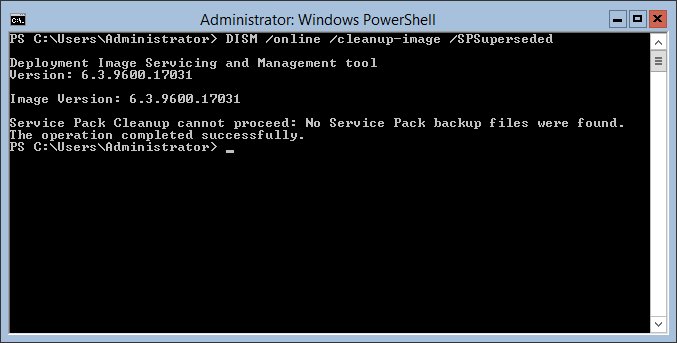 Administrator: Windows PowerShell
PS C:\Users\Administrator> DISM /online /cleanup-image /SPSuperseded
Deployment Image Servicing and Management tool
Version: 6.3.9600.17031
Image Version: 6.3.9600.17031
Service Pack Cleanup cannot proceed: No Service Pack backup files were found.
The operation completed successfully.
PS C:\Users\Administrator> _